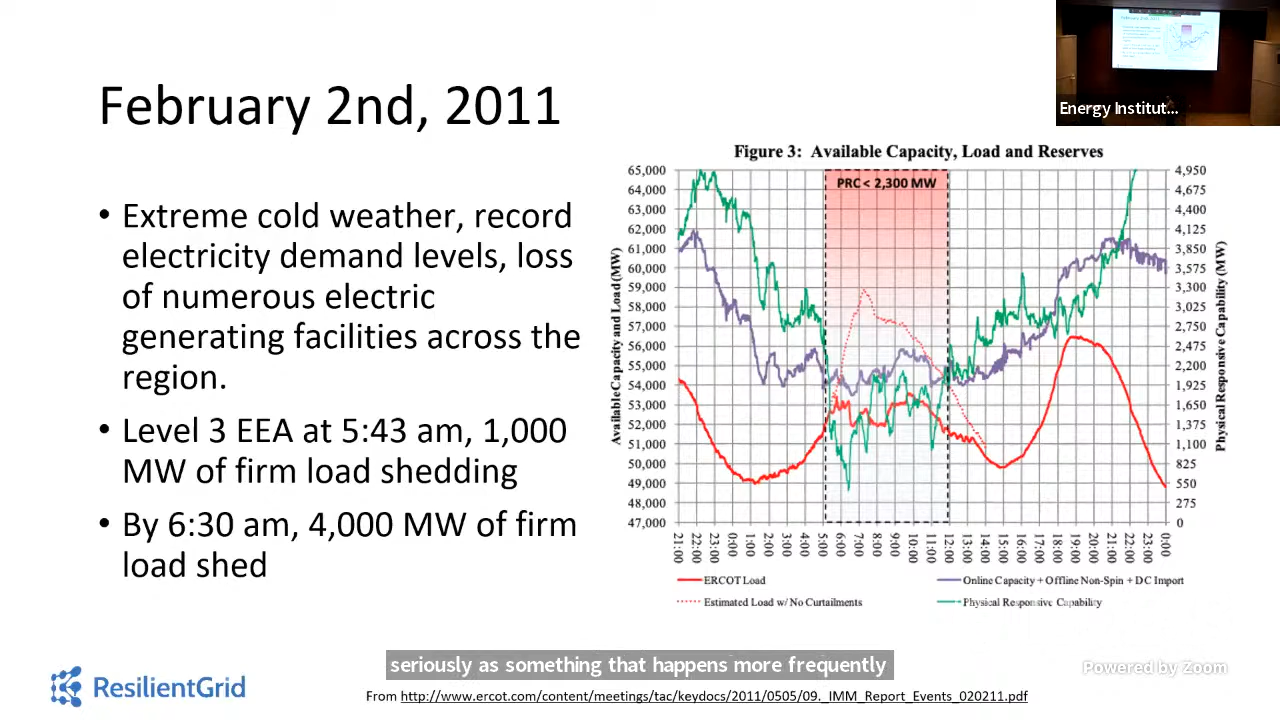 February 2nd, 2011
Energy Institut...
• Extreme cold weather, record
electricity demand levels, loss
of numerous electric
generating facilities across the
region.
• Level 3 EEA at 5:43 am, 1,000
MW of firm load shedding
• By 6:30 am, 4,000 MW of firm
load shed
Figure 3: Available Capacity, Load and Reserves
PRC < 2,300 MW
Available Capacity and Load (MW)
65,000
64,000
63,000
62,000
61,000
60,000
59,000
58,000
57,000
56,000
55,000
54,000
53,000
52,000
51,000
50,000
49,000
48,000
47,000
4,950
4,675
4,400
4,125
3,850
3,575
3,300
3,025
2,750
2,475
2,200
1,925
1,650
1,375
1,100
825
550
275
0
Physical Responsive Capability (MW)
21:00
22:00
23:00
0:00
1:00
2:00
3:00
4:00
5:00
6:00
7:00
8:00
9:00
10:00
11:00
12:00
13:00
14:00
15:00
16:00
17:00
18:00
19:00
20:00
21:00
22:00
23:00
0:00
ERCOT Load
Online Capacity + Offline Non-Spin + DC Import
Estimated Load w/ No Curtailments
Physical Responsive Capability
seriously as something that happens more frequently
Powered by Zoom
ResilientGrid
From http://www.ercot.com/content/meetings/tac/keydocs/2011/0505/09._IMM_Report_Events_020211.pdf